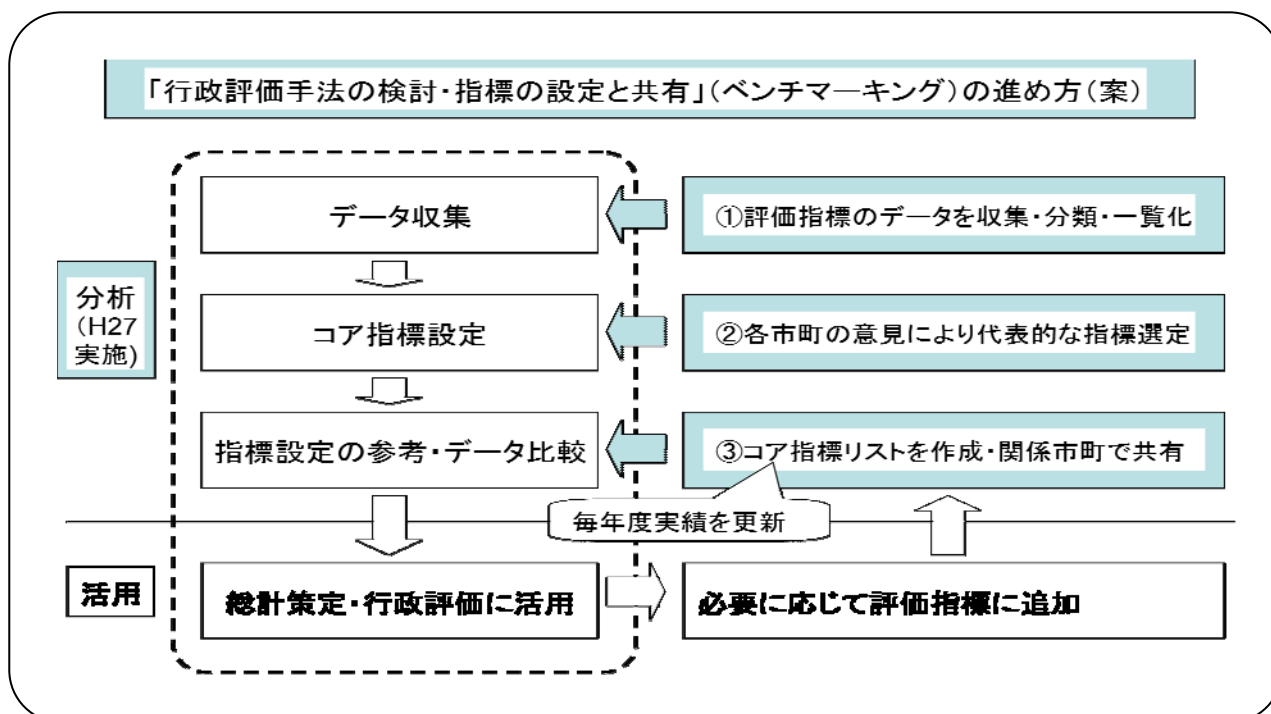 「行政評価手法の検討・指標の設定と共有」(ベンチマーキング)の進め方(案)
データ収集
①評価指標のデータを収集・分類・一覧化
分析
(H27
実施)
コア指標設定
②各市町の意見により代表的な指標選定
指標設定の参考・データ比較
③コア指標リストを作成・関係市町で共有
毎年度実績を更新
活用
総計策定・行政評価に活用
必要に応じて評価指標に追加